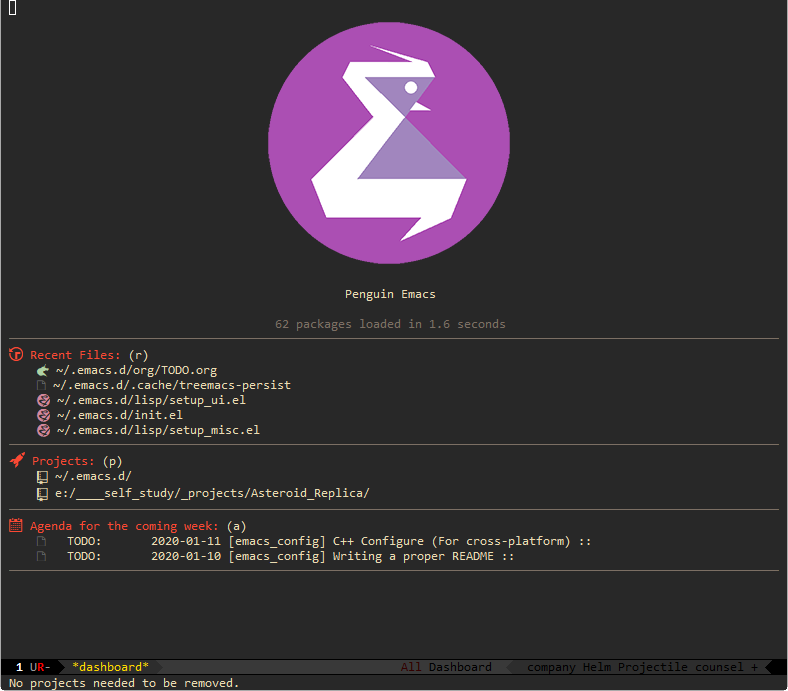 Penguin Emacs
62 packages loaded in 1.6 seconds
Recent Files: (r)
~/.emacs.d/org/TODO.org
~/.emacs.d/.cache/treemacs-persist
~/.emacs.d/lisp/setup_ui.el
~/.emacs.d/init.el
~/.emacs.d/lisp/setup_misc.el
Projects: (p)
~/.emacs.d/
e:/____self_study/_projects/Asteroid_Replica/
Agenda for the coming week: (a)
TODO: 2020-01-11 [emacs_config] C++ Configure (For cross-platform) ::
TODO: 2020-01-10 [emacs_config] Writing a proper README ::
1 UR- *dashboard* All Dashboard company Helm Projectile counsel +
No projects needed to be removed.